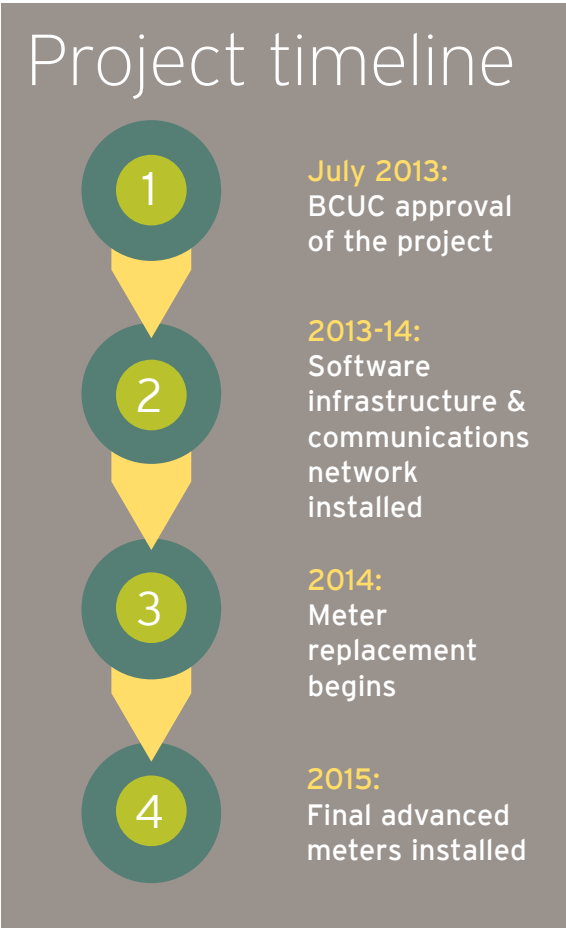 Project timeline
1
July 2013:
BCUC approval
of the project
2
2013-14:
Software
infrastructure &
communications
network
installed
3
2014:
Meter
replacement
begins
4
2015:
Final advanced
meters installed